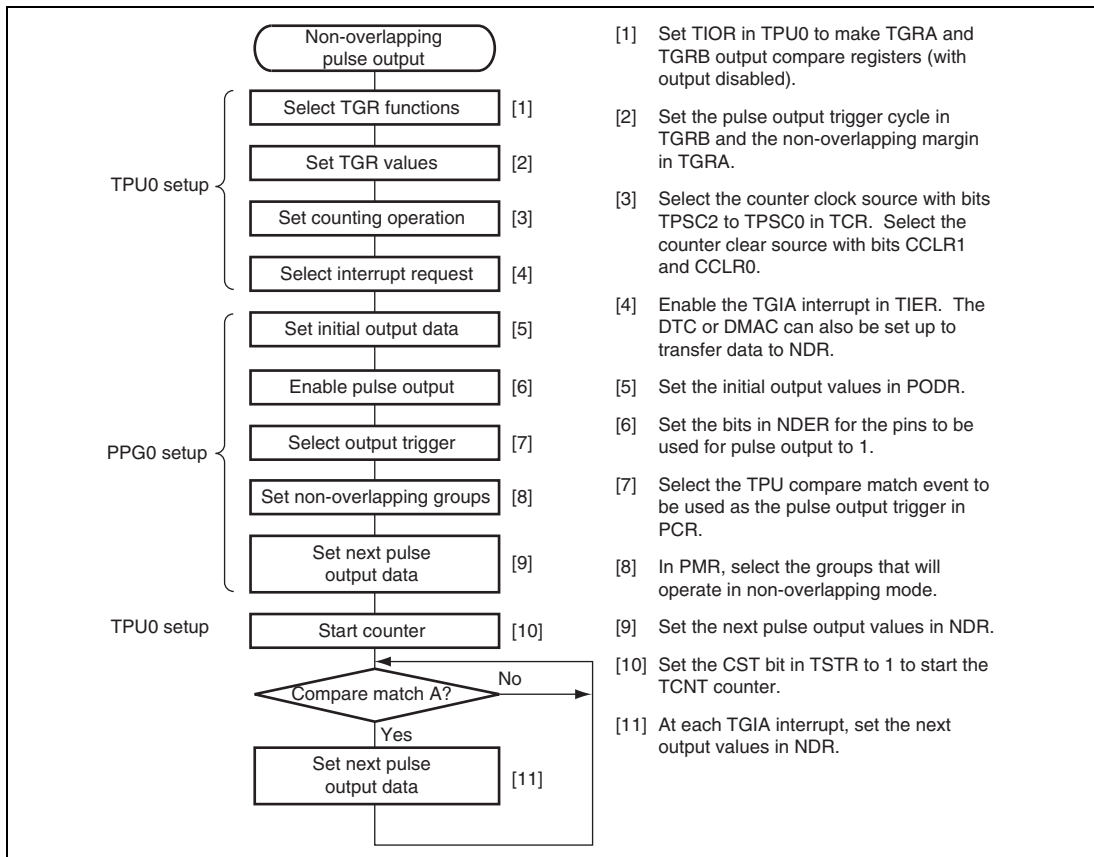 Non-overlapping
pulse output
TPU0 setup
Select TGR functions [1]
Set TGR values [2]
Set counting operation [3]
Select interrupt request [4]
PPG0 setup
Set initial output data [5]
Enable pulse output [6]
Select output trigger [7]
Set non-overlapping groups [8]
Set next pulse
output data
[9]
TPU0 setup
Start counter [10]
Compare match A?
No
Yes
Set next pulse
output data
[11]
[1] Set TIOR in TPU0 to make TGRA and
TGRB output compare registers (with
output disabled).
[2] Set the pulse output trigger cycle in
TGRB and the non-overlapping margin
in TGRA.
[3] Select the counter clock source with bits
TPSC2 to TPSC0 in TCR. Select the
counter clear source with bits CCLR1
and CCLR0.
[4] Enable the TGIA interrupt in TIER. The
DTC or DMAC can also be set up to
transfer data to NDR.
[5] Set the initial output values in PODR.
[6] Set the bits in NDER for the pins to be
used for pulse output to 1.
[7] Select the TPU compare match event to
be used as the pulse output trigger in
PCR.
[8] In PMR, select the groups that will
operate in non-overlapping mode.
[9] Set the next pulse output values in NDR.
[10] Set the CST bit in TSTR to 1 to start the
TCNT counter.
[11] At each TGIA interrupt, set the next
output values in NDR.